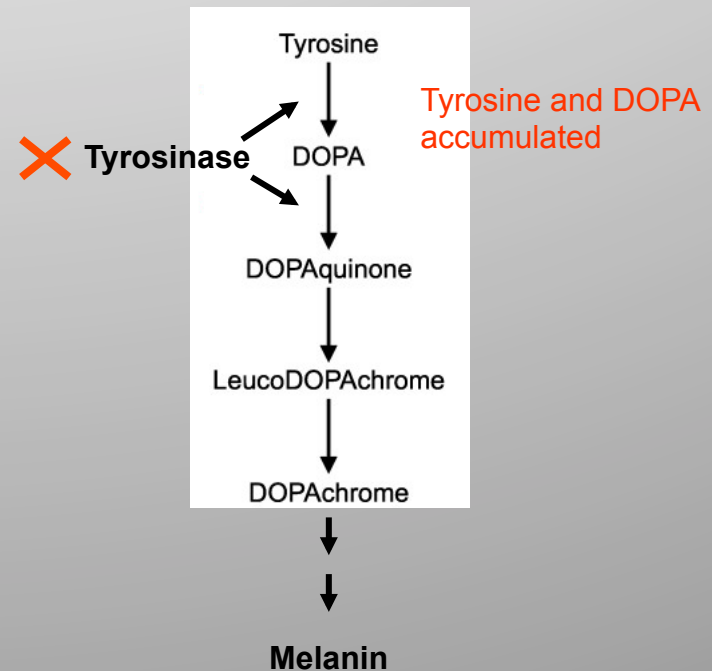 Tyrosine
Tyrosine and DOPA
accumulated
Tyrosinase
DOPA
DOPAquinone
LeucoDOPAchrome
DOPAchrome
Melanin